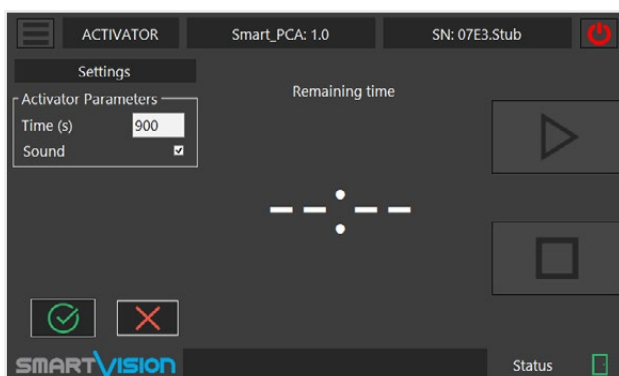 ACTIVATOR
Smart_PCA: 1.0
SN: 07E3.Stub
Settings
Activator Parameters
Time (s) 900
Sound
Remaining time
--:--
SMARTVISION
Status